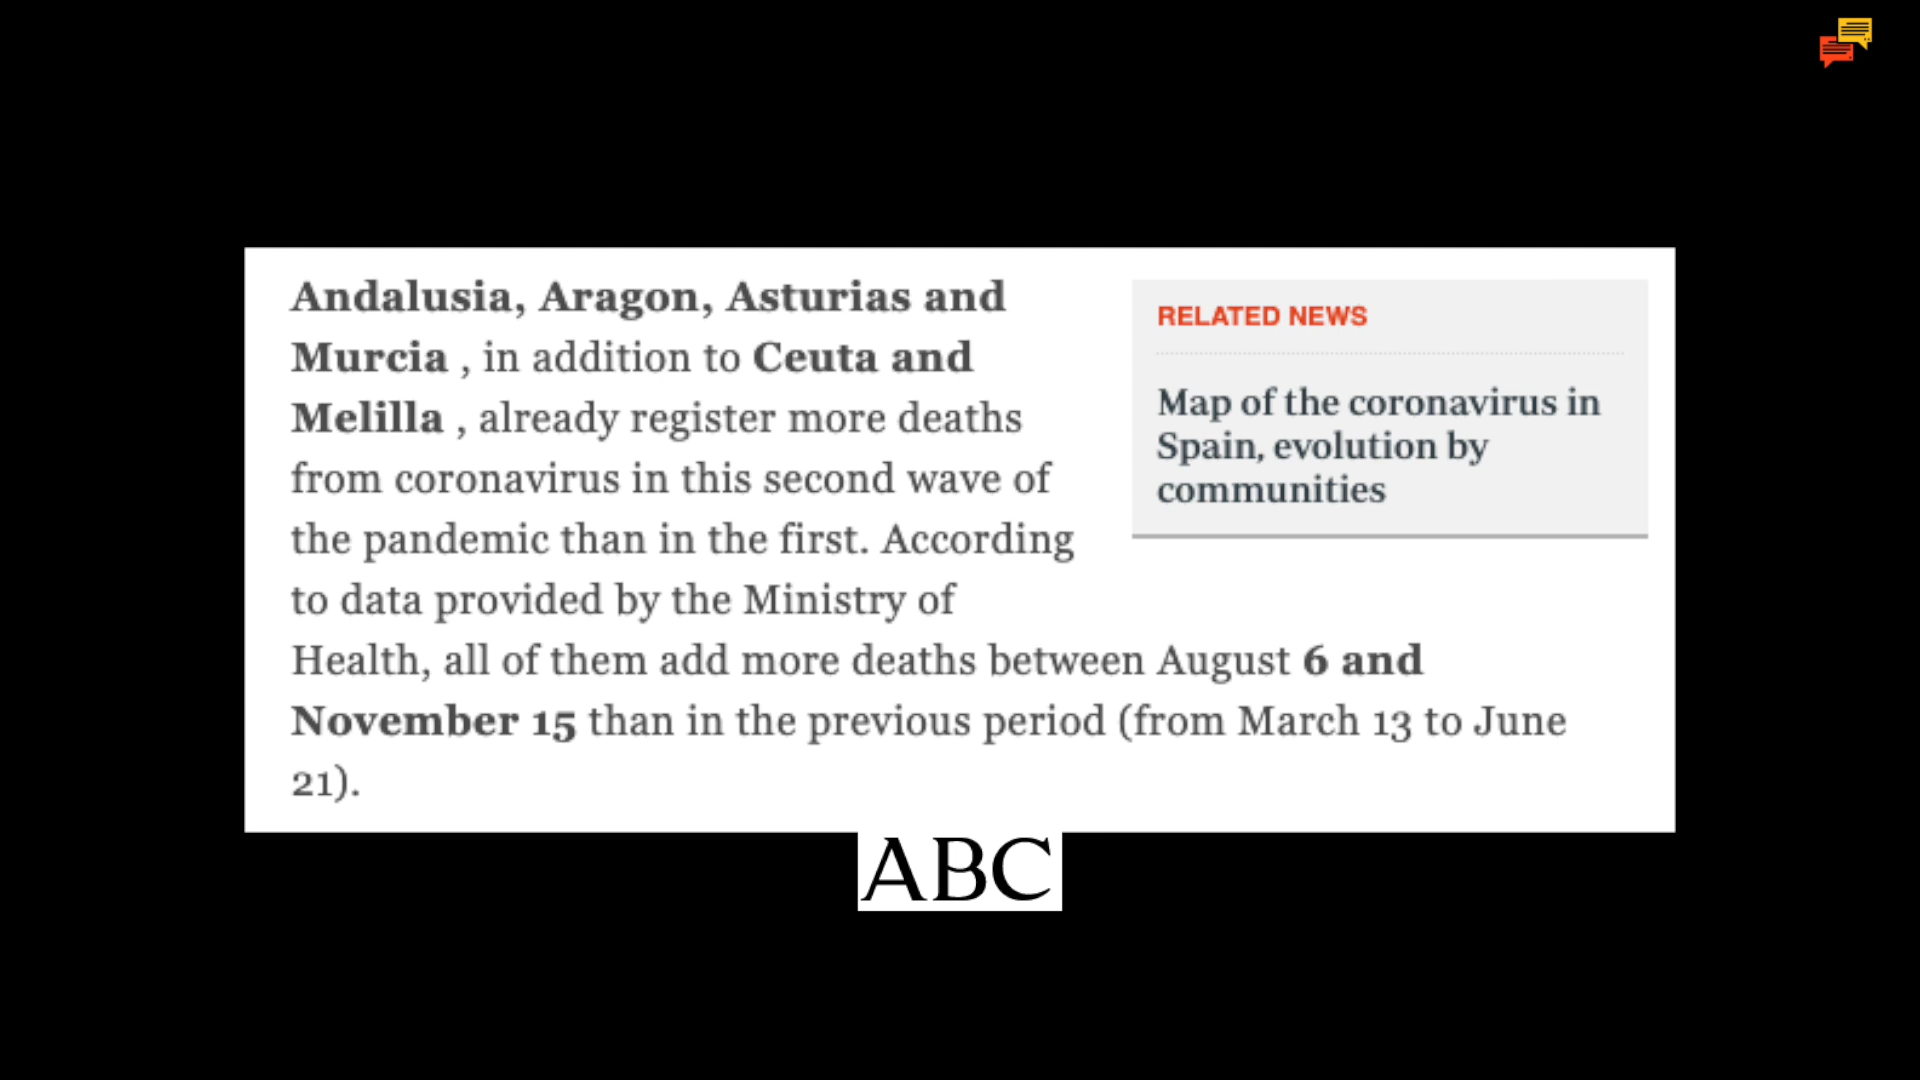 Andalusia, Aragon, Asturias and
Murcia , in addition to Ceuta and
Melilla , already register more deaths
from coronavirus in this second wave of
the pandemic than in the first. According
to data provided by the Ministry of
Health, all of them add more deaths between August 6 and
November 15 than in the previous period (from March 13 to June
21).
RELATED NEWS
Map of the coronavirus in
Spain, evolution by
communities
ABC